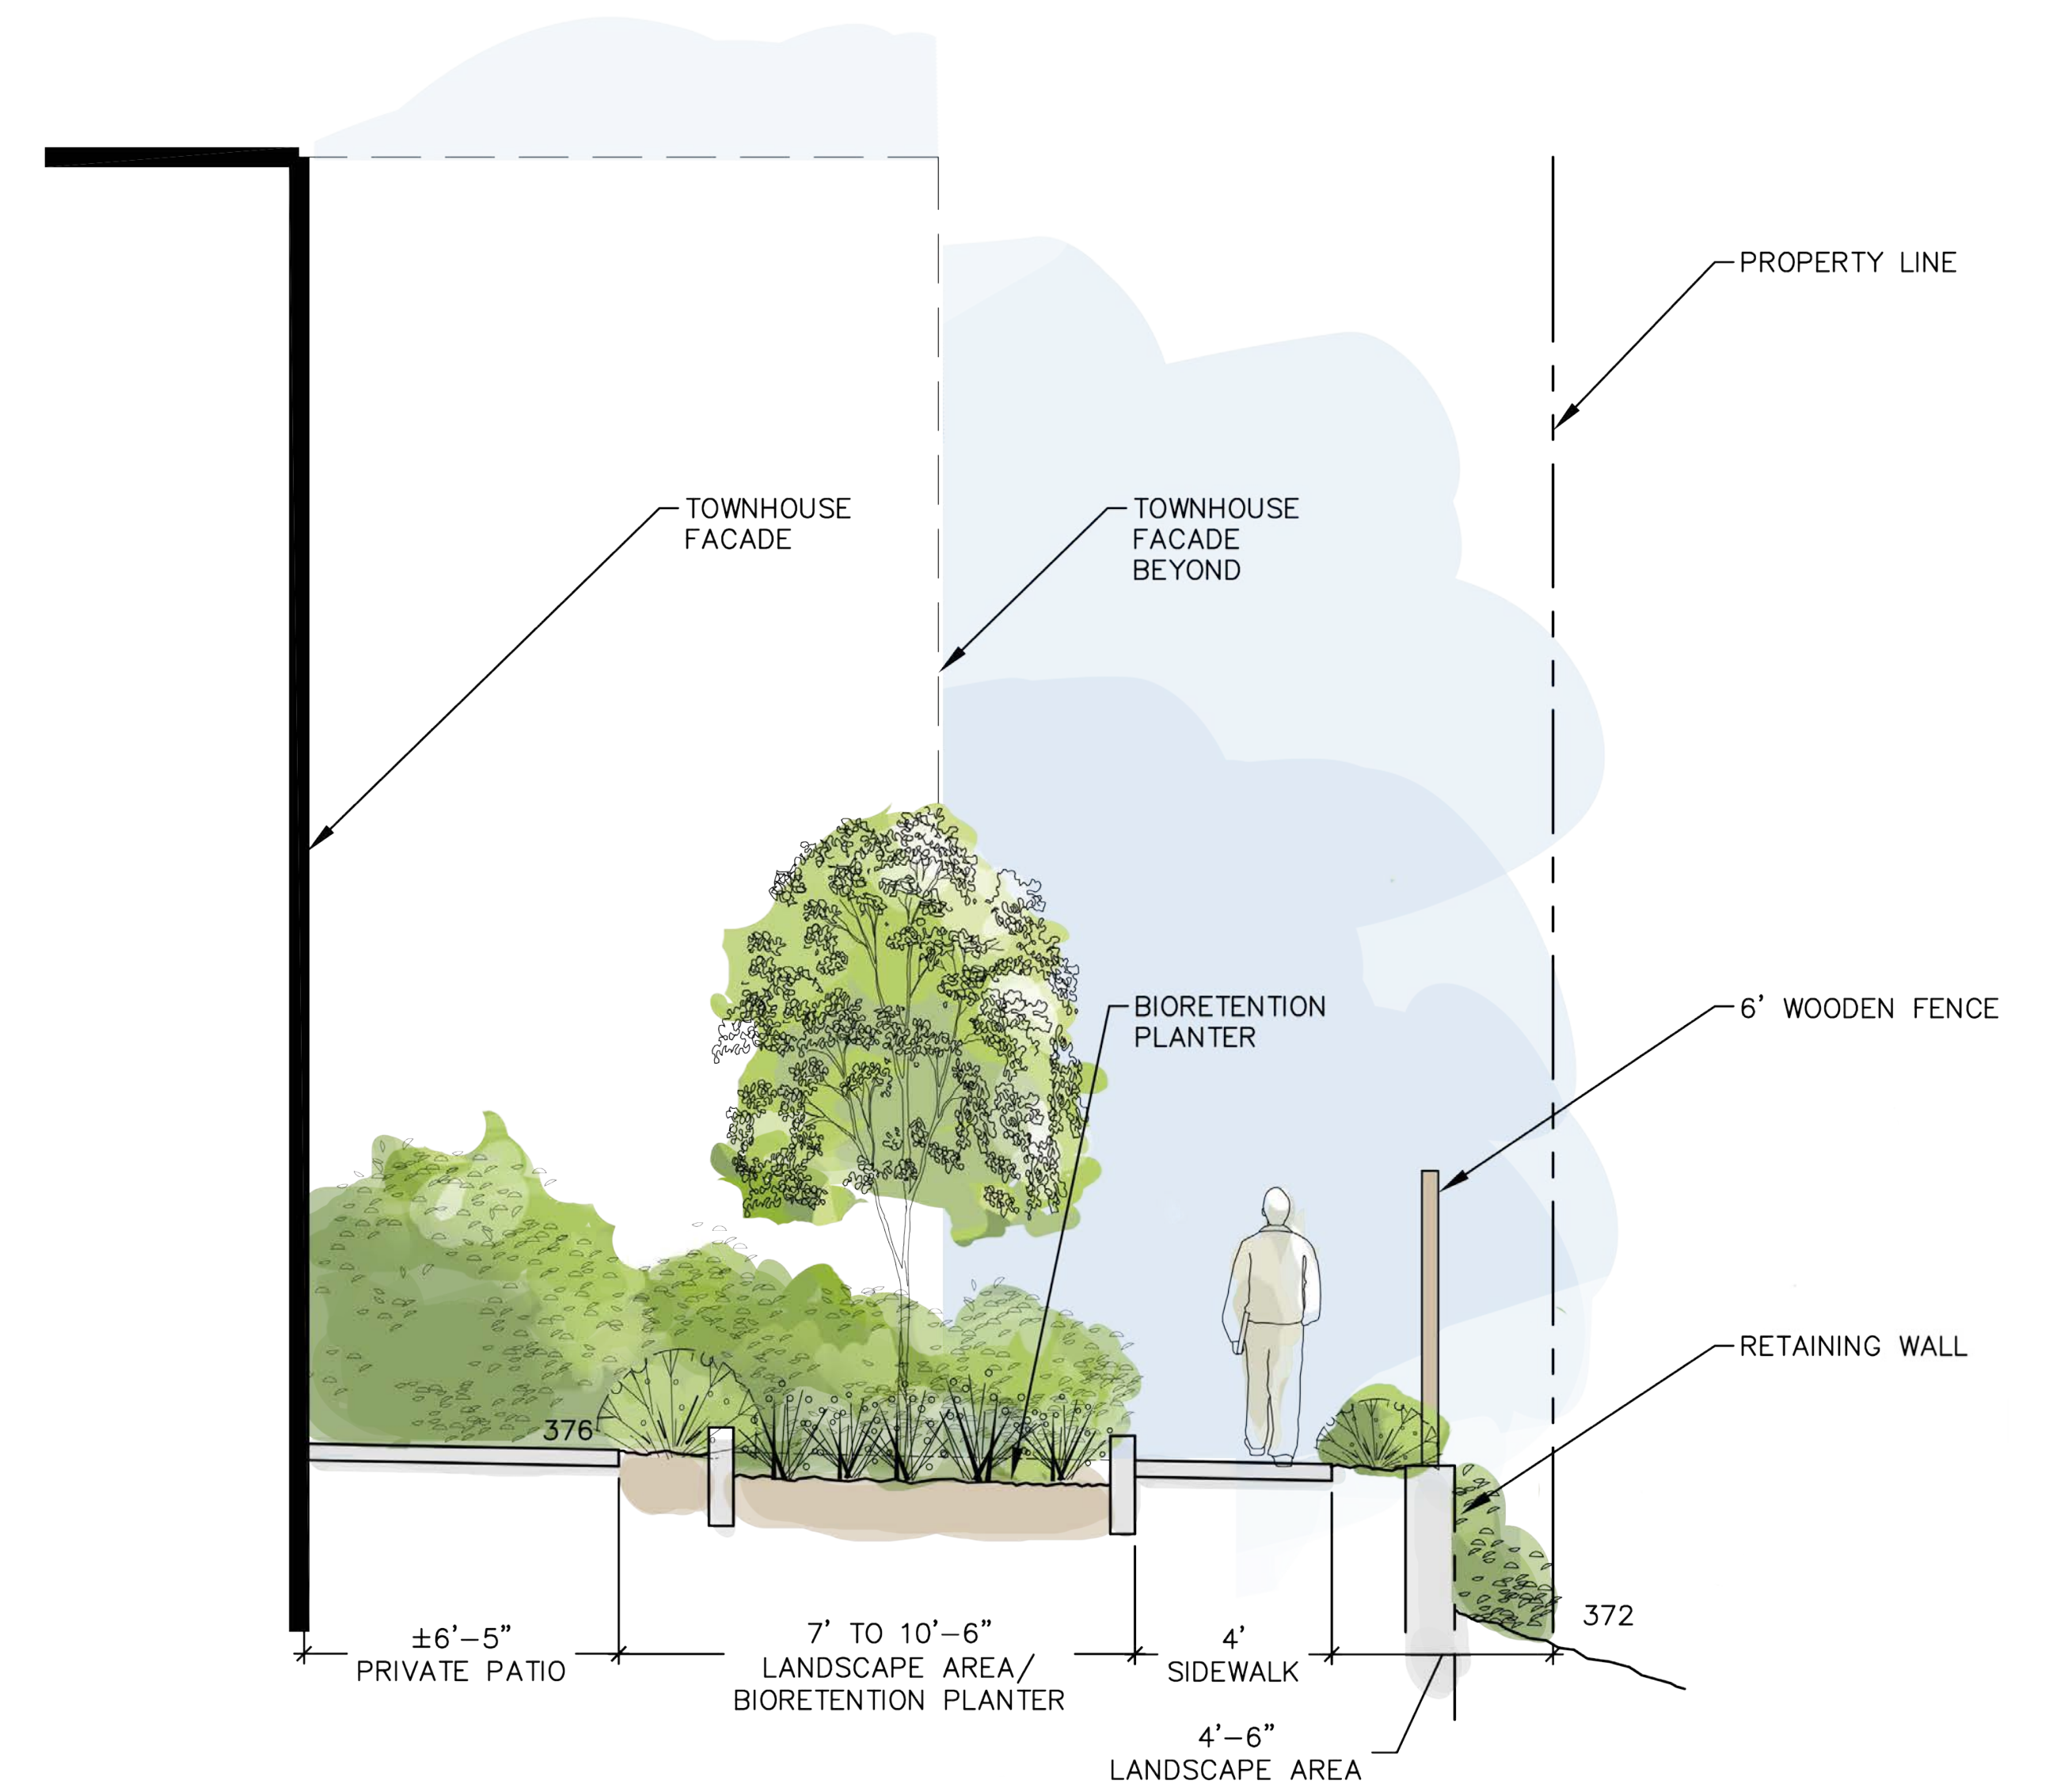 PROPERTY LINE
TOWNHOUSE
FACADE
TOWNHOUSE
FACADE
BEYOND
BIORETENTION
PLANTER
6' WOODEN FENCE
RETAINING WALL
376
372
±6'–5"
PRIVATE PATIO
7' TO 10'–6"
LANDSCAPE AREA/
BIORETENTION PLANTER
4'
SIDEWALK
4'–6"
LANDSCAPE AREA